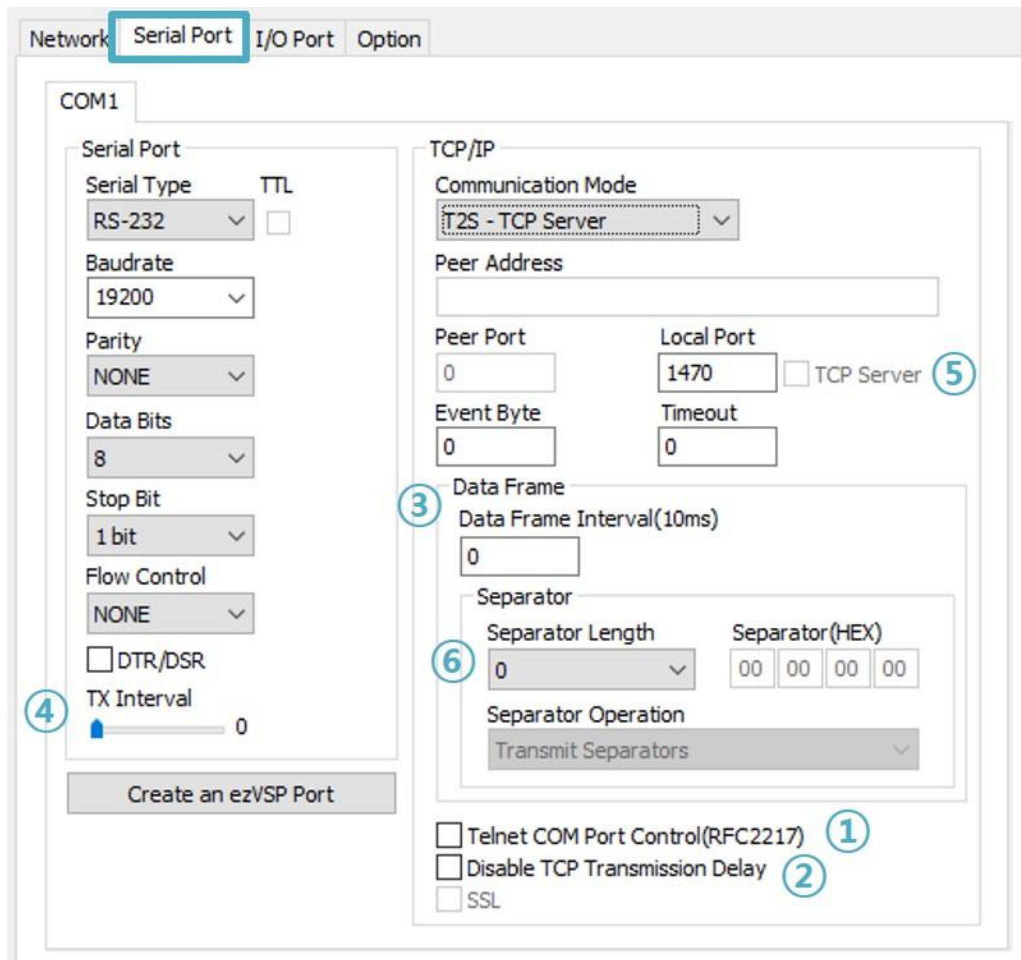 Network Serial Port I/O Port Option
COM1
Serial Port
Serial Type TTL
RS-232
Baudrate
19200
Parity
NONE
Data Bits
8
Stop Bit
1 bit
Flow Control
NONE
DTR/DSR
④ TX Interval
0
Create an ezVSP Port
TCP/IP
Communication Mode
T2S - TCP Server
Peer Address
Peer Port Local Port
0 1470 TCP Server ⑤
Event Byte Timeout
0 0
③ Data Frame
Data Frame Interval(10ms)
0
Separator
Separator Length Separator(HEX)
⑥ 0 00 00 00 00
Separator Operation
Transmit Separators
Telnet COM Port Control(RFC2217) ①
Disable TCP Transmission Delay ②
SSL